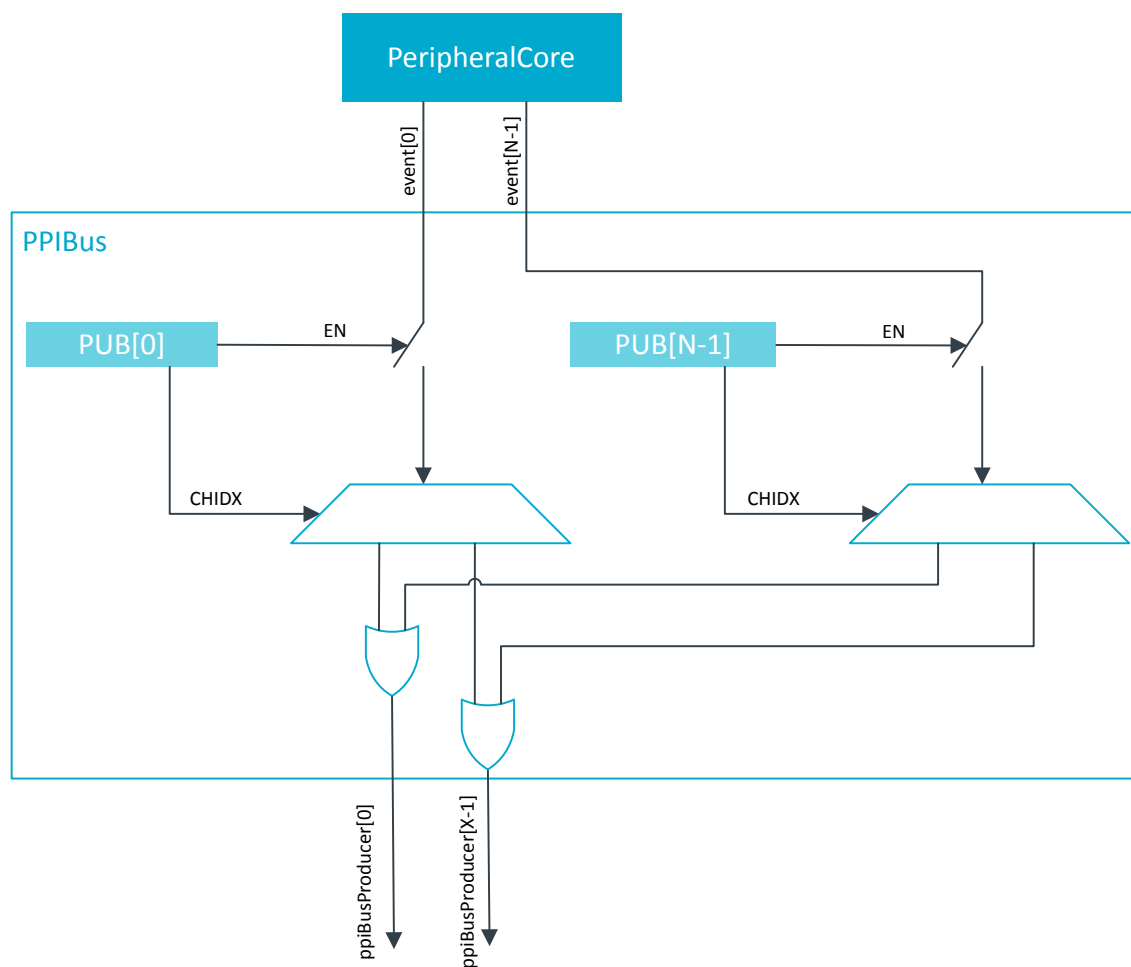 PeripheralCore
event[0]
event[N-1]
PPIBus
PUB[0]
EN
PUB[N-1]
EN
CHIDX
CHIDX
ppiBusProducer[0]
ppiBusProducer[X-1]